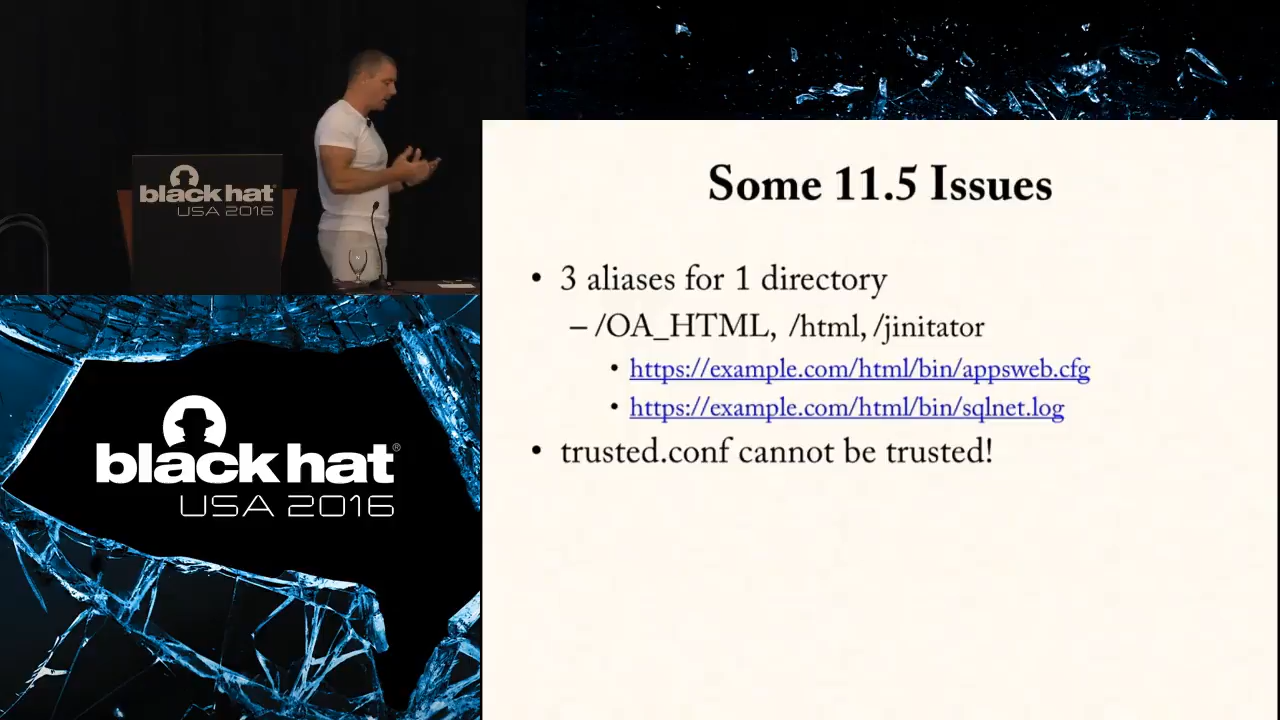 black hat
USA 2016
black hat®
USA 2016
Some 11.5 Issues
• 3 aliases for 1 directory
– /OA_HTML, /html, /jinitator
• https://example.com/html/bin/appsweb.cfg
• https://example.com/html/bin/sqlnet.log
• trusted.conf cannot be trusted!